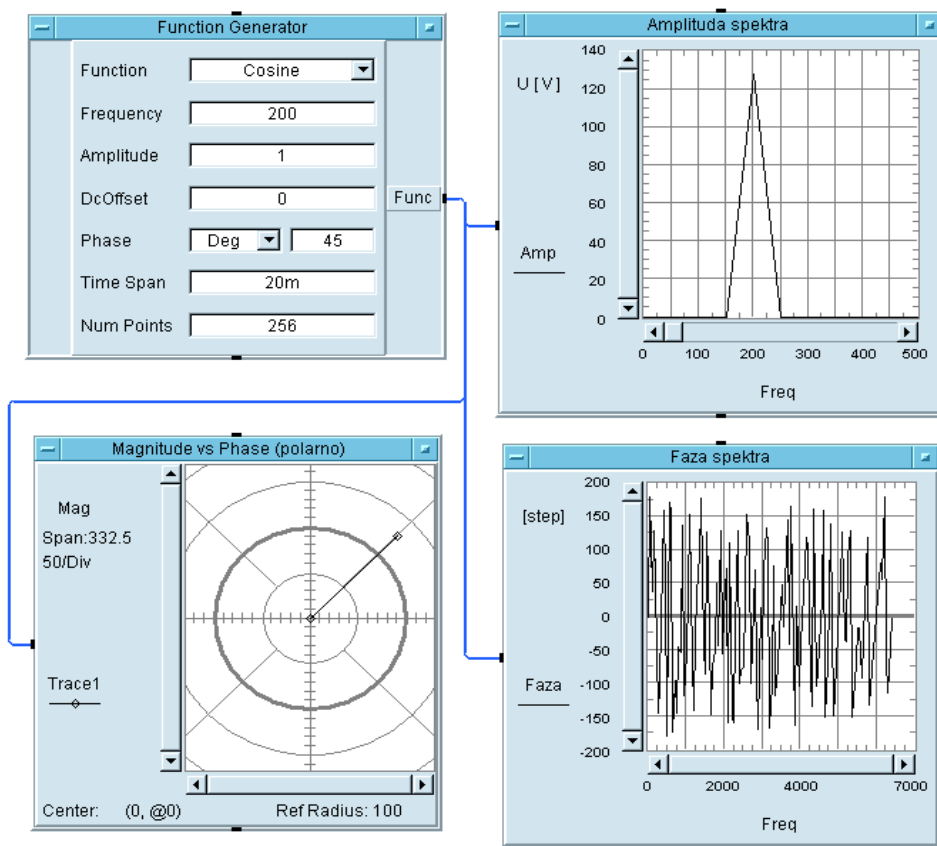 Function Generator
Function Cosine
Frequency 200
Amplitude 1
DcOffset 0
Phase Deg 45
Time Span 20m
Num Points 256
Func
Amplituda spektra
U [V]
Amp
140
120
100
80
60
40
20
0
0 100 200 300 400 500
Freq
Magnitude vs Phase (polarno)
Mag
Span:332.5
50/Div
Trace1
Center: (0, @0) Ref Radius: 100
Faza spektra
[step]
Faza
200
150
100
50
0
-50
-100
-150
-200
0 2000 4000 7000
Freq